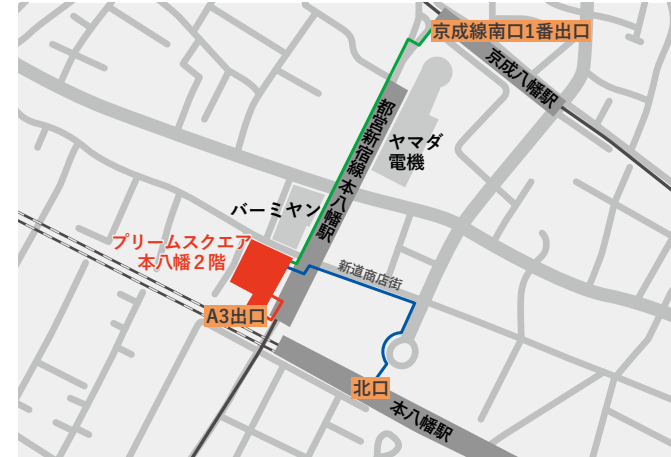 京成線南口1番出口
京成八幡駅
都営新宿線 本八幡駅
ヤマダ
電機
バーミヤン
プリームスクエア
本八幡２階
新道商店街
A3出口
北口
本八幡駅